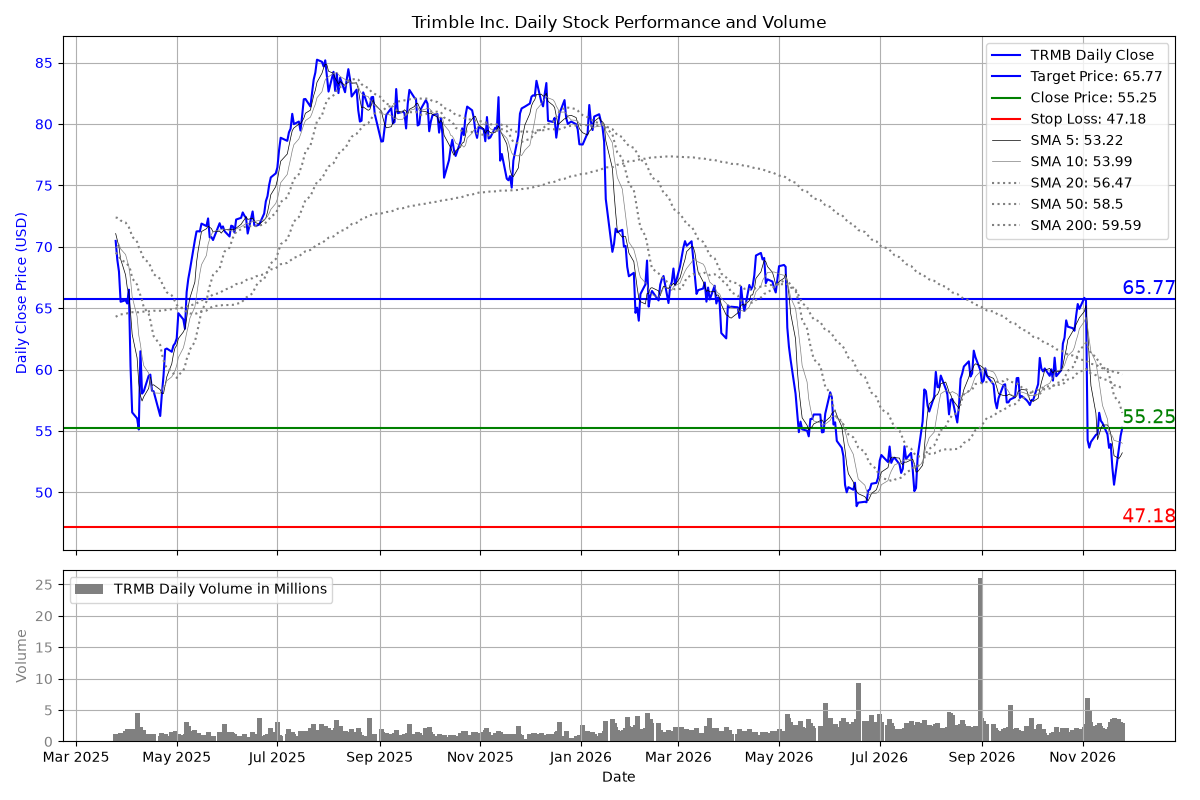 Trimble Inc. Daily Stock Performance and Volume
Daily Close Price (USD)
85
80
75
70
65
60
55
50
TRMB Daily Close
Target Price: 65.77
Close Price: 55.25
Stop Loss: 47.18
SMA 5: 53.22
SMA 10: 53.99
SMA 20: 56.47
SMA 50: 58.5
SMA 200: 59.59
65.77
55.25
47.18
TRMB Daily Volume in Millions
Volume
25
20
15
10
5
0
Mar 2025 May 2025 Jul 2025 Sep 2025 Nov 2025 Jan 2026 Mar 2026 May 2026 Jul 2026 Sep 2026 Nov 2026
Date